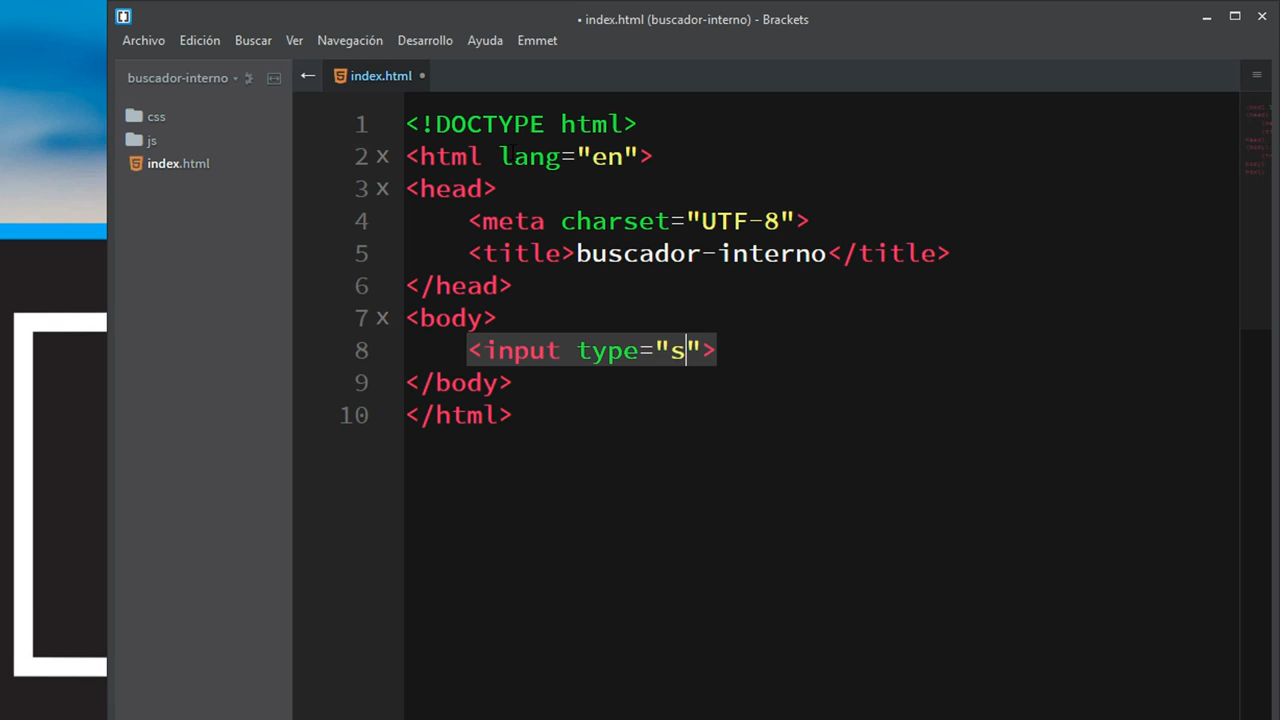 • index.html (buscador-interno) - Brackets
Archivo Edición Buscar Ver Navegación Desarrollo Ayuda Emmet
buscador-interno
index.html •
css
js
index.html
1 <!DOCTYPE html>
2 x <html lang="en">
3 x <head>
4 <meta charset="UTF-8">
5 <title>buscador-interno</title>
6 </head>
7 x <body>
8 <input type="s">
9 </body>
10 </html>